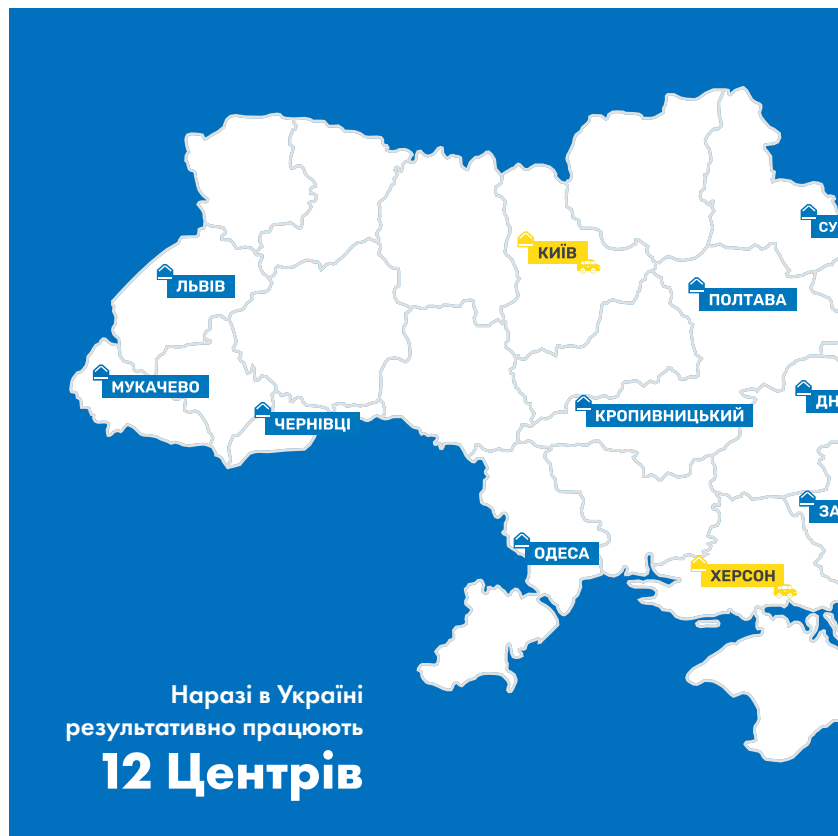 СУ
КИЇВ
ЛЬВІВ
ПОЛТАВА
МУКАЧЕВО
ДН
ЧЕРНІВЦІ
КРОПИВНИЦЬКИЙ
ЗА
ОДЕСА
ХЕРСОН
Наразі в Україні
результативно працюють
12 Центрів